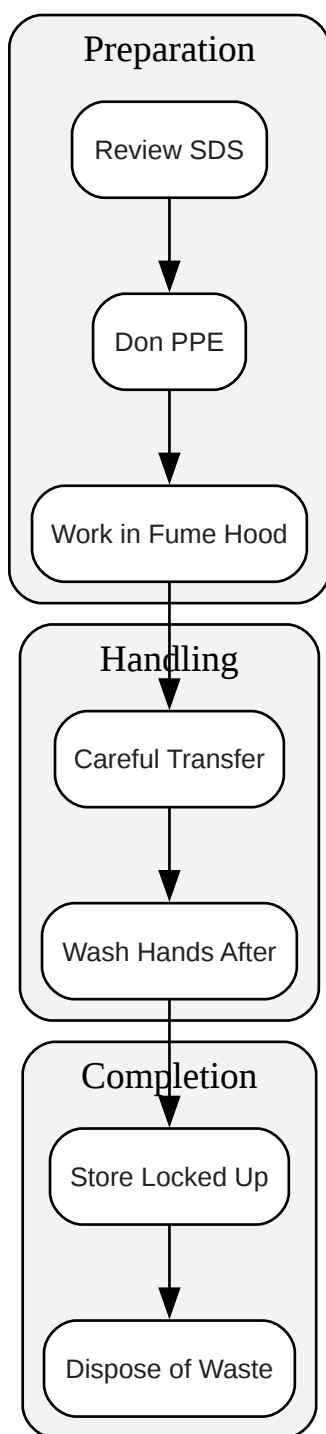 Preparation
Review SDS
Don PPE
Work in Fume Hood
Handling
Careful Transfer
Wash Hands After
Completion
Store Locked Up
Dispose of Waste